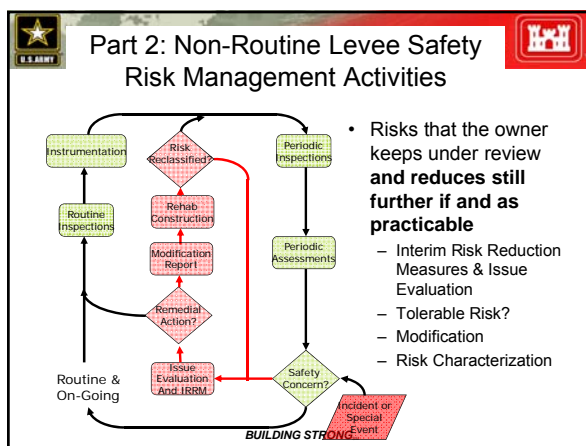 U.S.ARMY
Part 2: Non-Routine Levee Safety
Risk Management Activities
Instrumentation
Risk
Reclassified?
Periodic
Inspections
Routine
Inspections
Rehab
Construction
Modification
Report
Periodic
Assessments
Remedial
Action?
Routine &
On-Going
Issue
Evaluation
And IRRM
Safety
Concern?
Incident or
Special
Event
• Risks that the owner
keeps under review
and reduces still
further if and as
practicable
– Interim Risk Reduction
Measures & Issue
Evaluation
– Tolerable Risk?
– Modification
– Risk Characterization
BUILDING STRONG